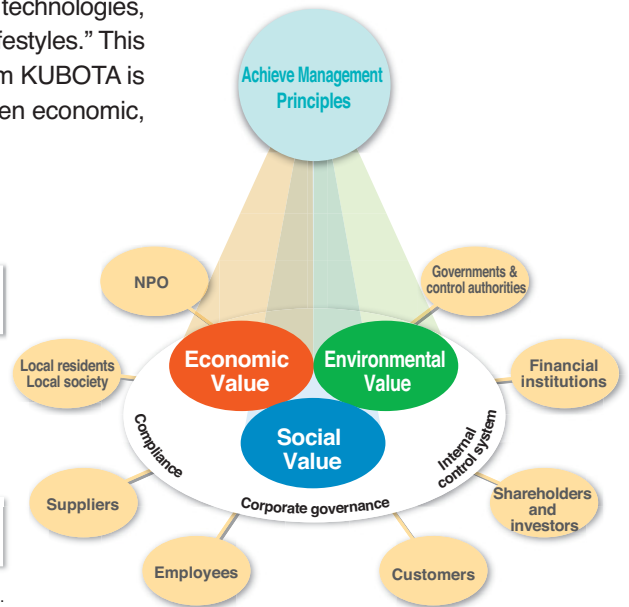 technologies,
festyles.” This
m KUBOTA is
en economic,
Achieve Management
Principles
NPO
Governments &
control authorities
Local residents
Local society
Economic
Value
Environmental
Value
Financial
institutions
Social
Value
Compliance
Internal
control system
Corporate governance
Suppliers
Shareholders
and
investors
Employees
Customers